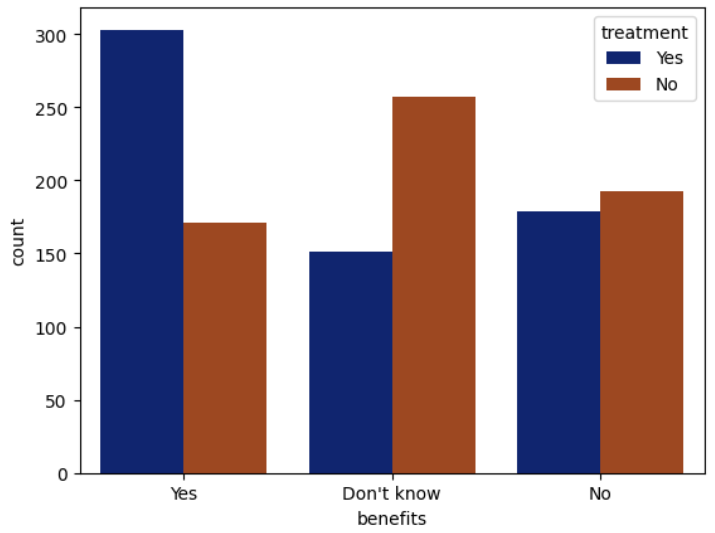 300
250
200
150
100
50
0
count
treatment
Yes
No
Yes
Don't know
No
benefits